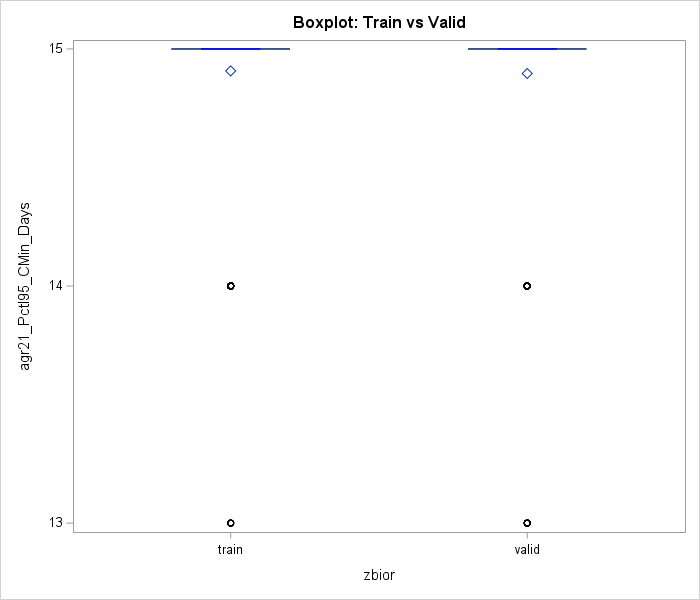 Boxplot: Train vs Valid
15
14
13
agr21_Pctl95_CMin_Days
train
valid
zbior